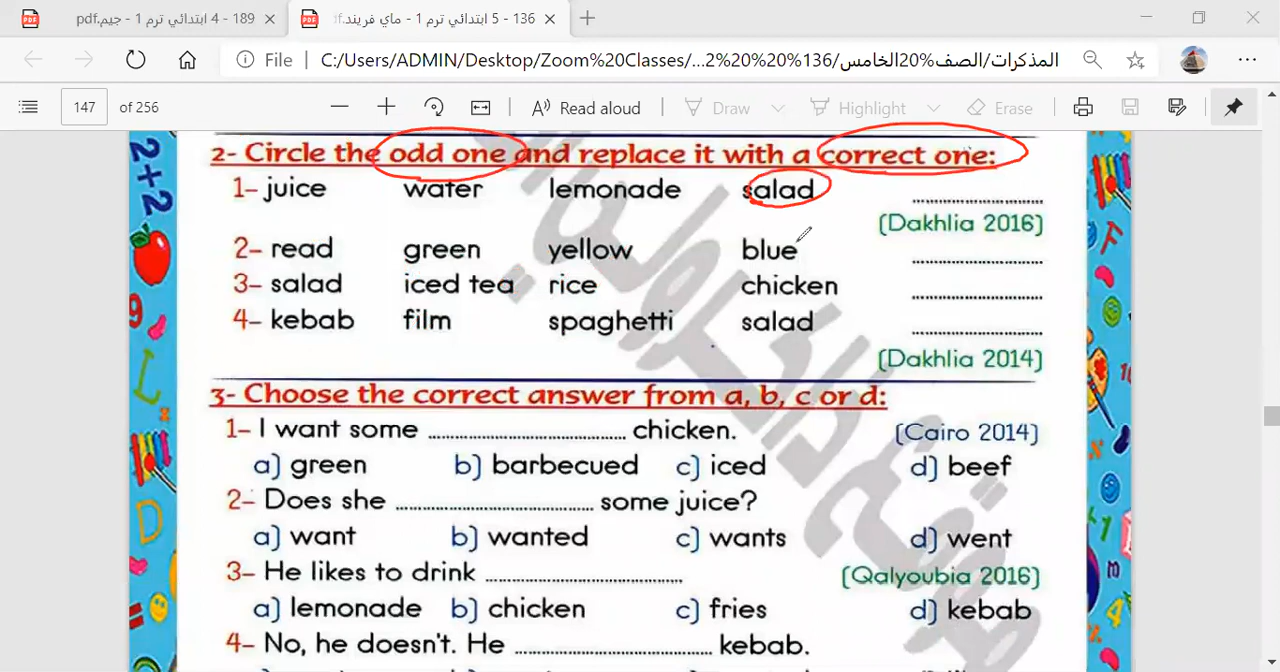 189 - 4 ابتدائي ترم 1 - جيم.pdf
136 - 5 ابتدائي ترم 1 - ماي فريند.
File
C:/Users/ADMIN/Desktop/Zoom%20Classes/...2%20%20%136/المذكرات/الصف%20الخامس
147 of 256
Read aloud
Draw
Highlight
Erase
2- Circle the odd one and replace it with a correct one:
1- juice water lemonade salad ........................
(Dakhlia 2016)
2- read green yellow blue ........................
3- salad iced tea rice chicken ........................
4- kebab film spaghetti salad ........................
(Dakhlia 2014)
3- Choose the correct answer from a, b, c or d:
1- I want some ........................ chicken. (Cairo 2014)
a) green b) barbecued c) iced d) beef
2- Does she ........................ some juice?
a) want b) wanted c) wants d) went
3- He likes to drink ........................ (Qalyoubia 2016)
a) lemonade b) chicken c) fries d) kebab
4- No, he doesn't. He ........................ kebab.